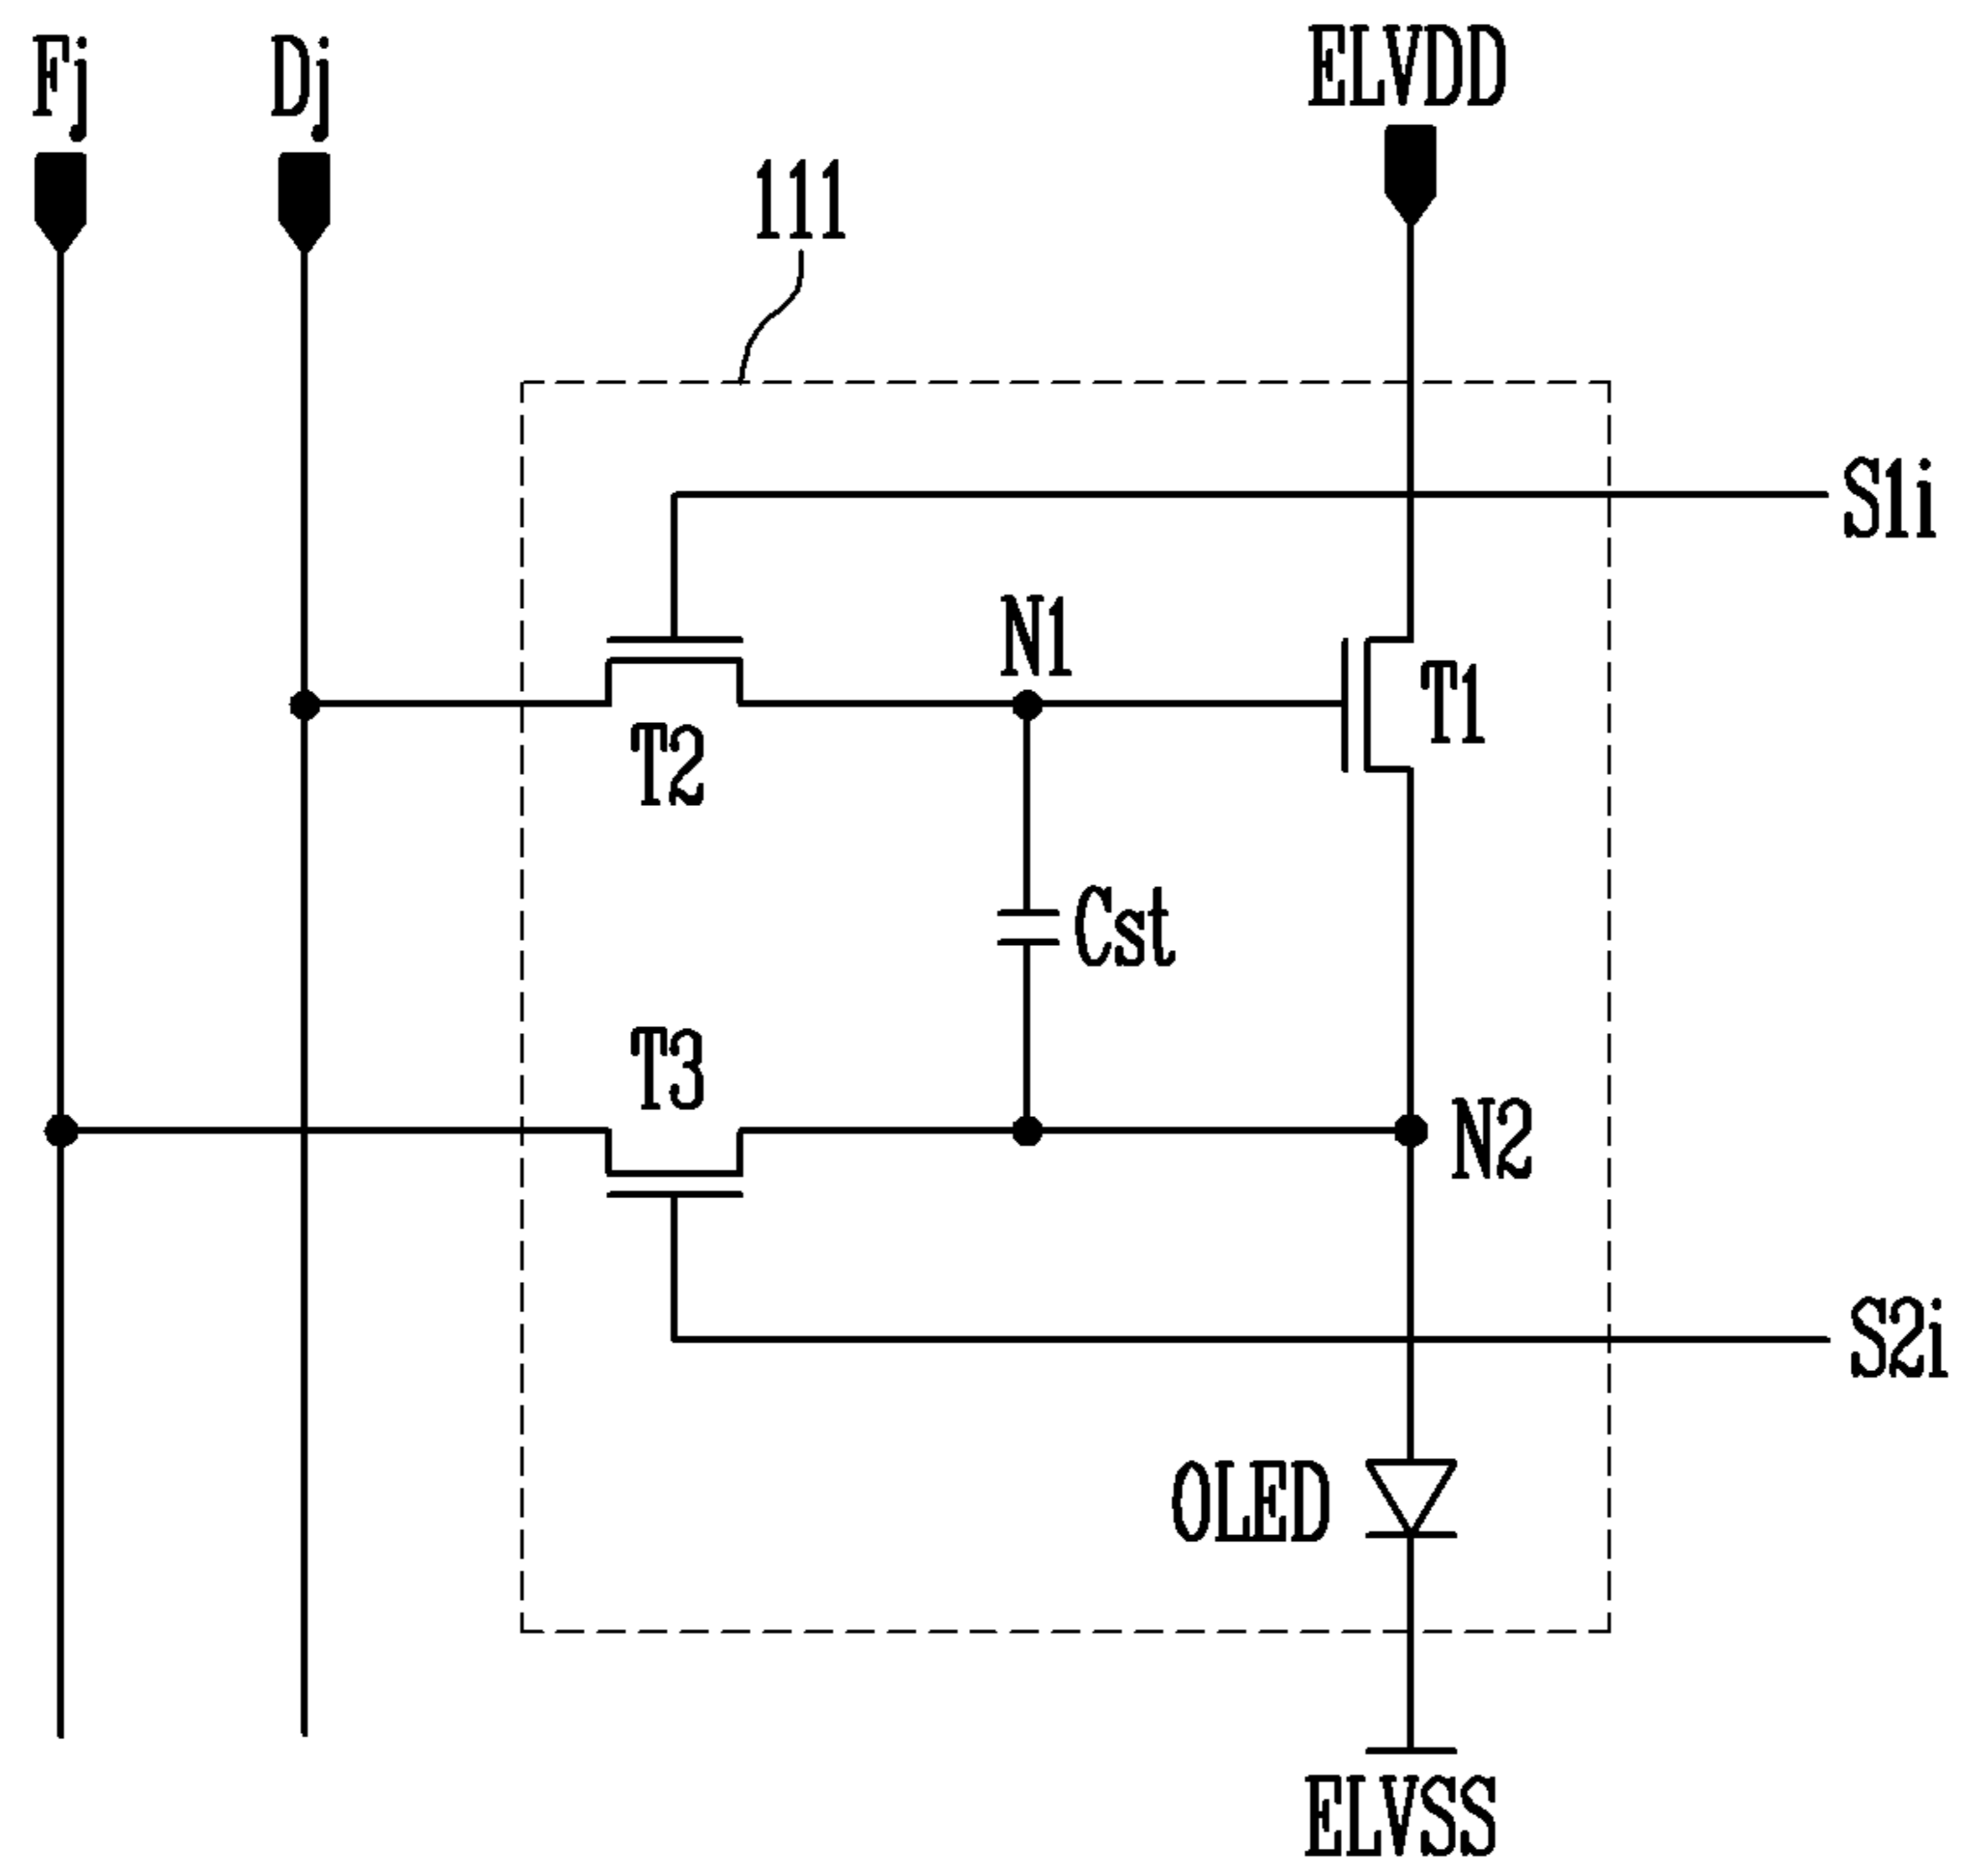 Fj Dj ELVDD
111
S1i
N1
T1
T2
Cst
T3
N2
S2i
OLED
ELVSS